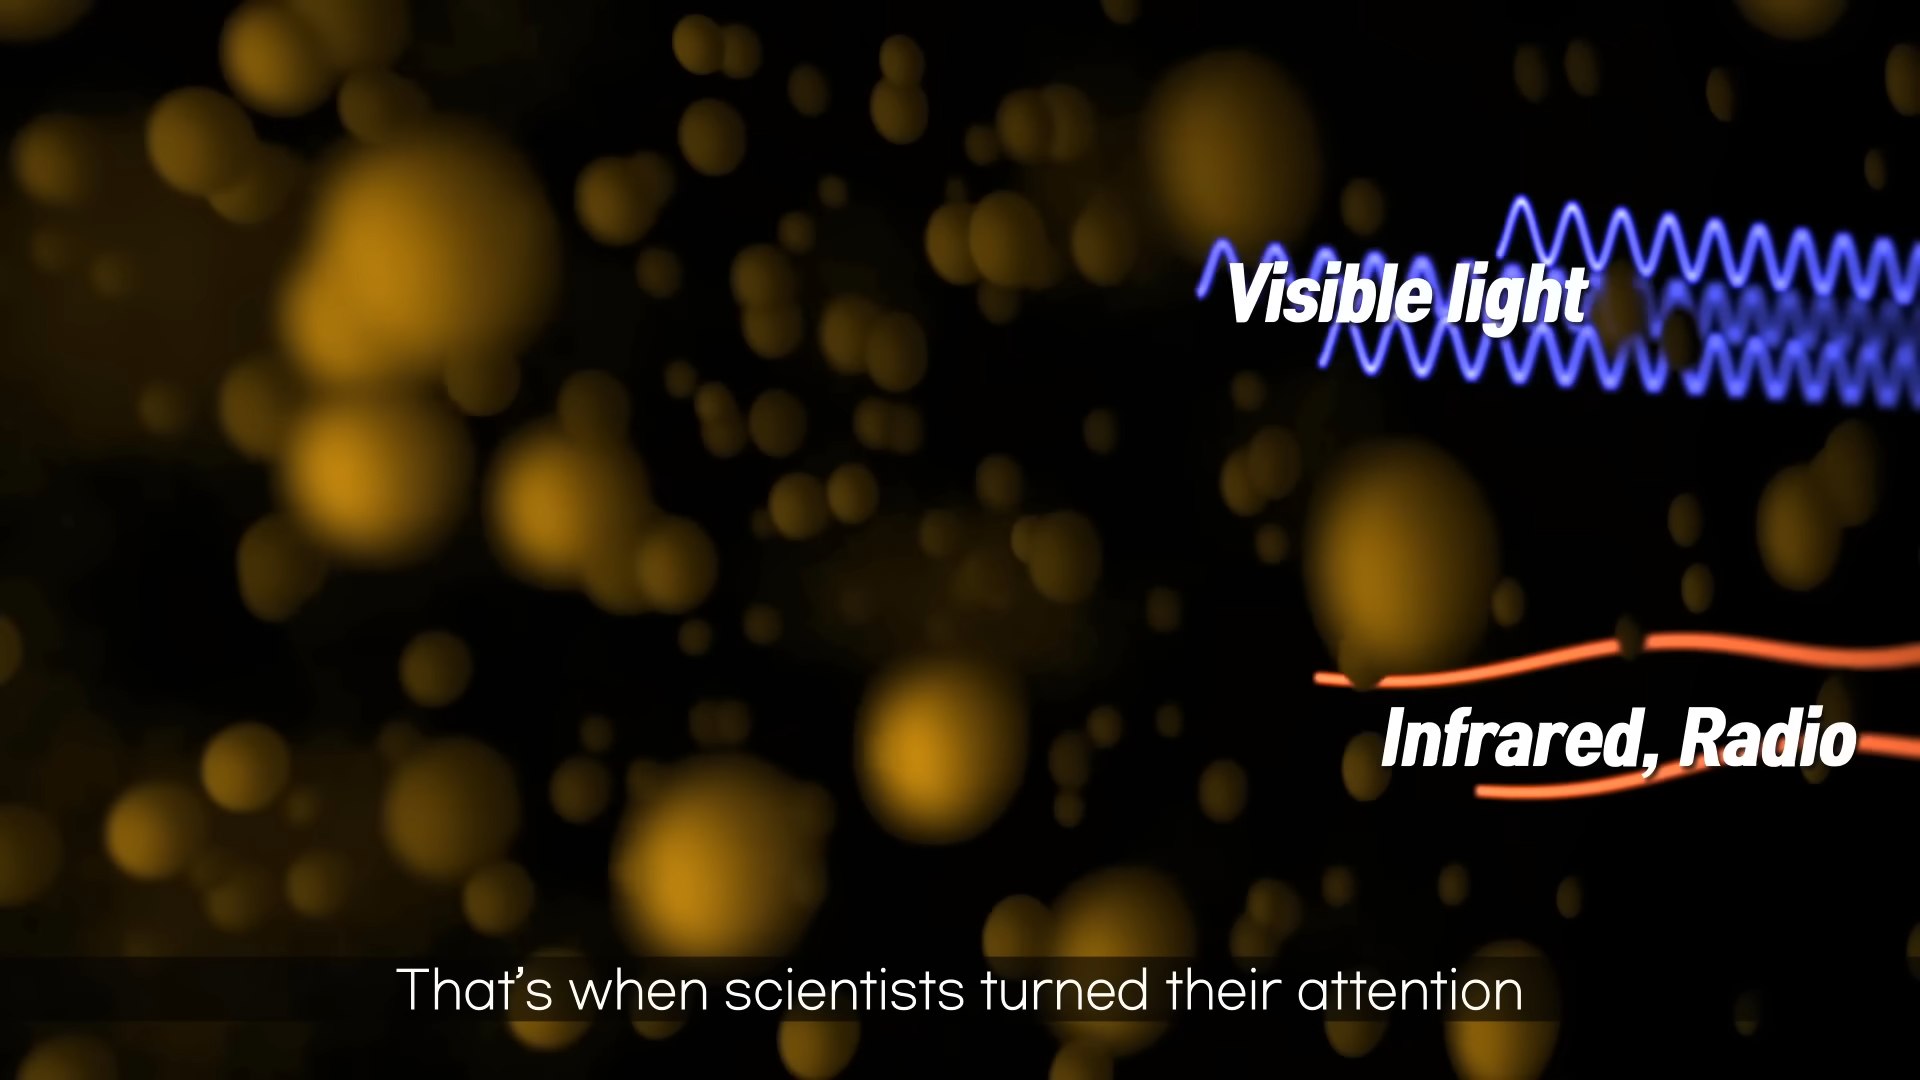 Visible light
Infrared, Radio
That's when scientists turned their attention